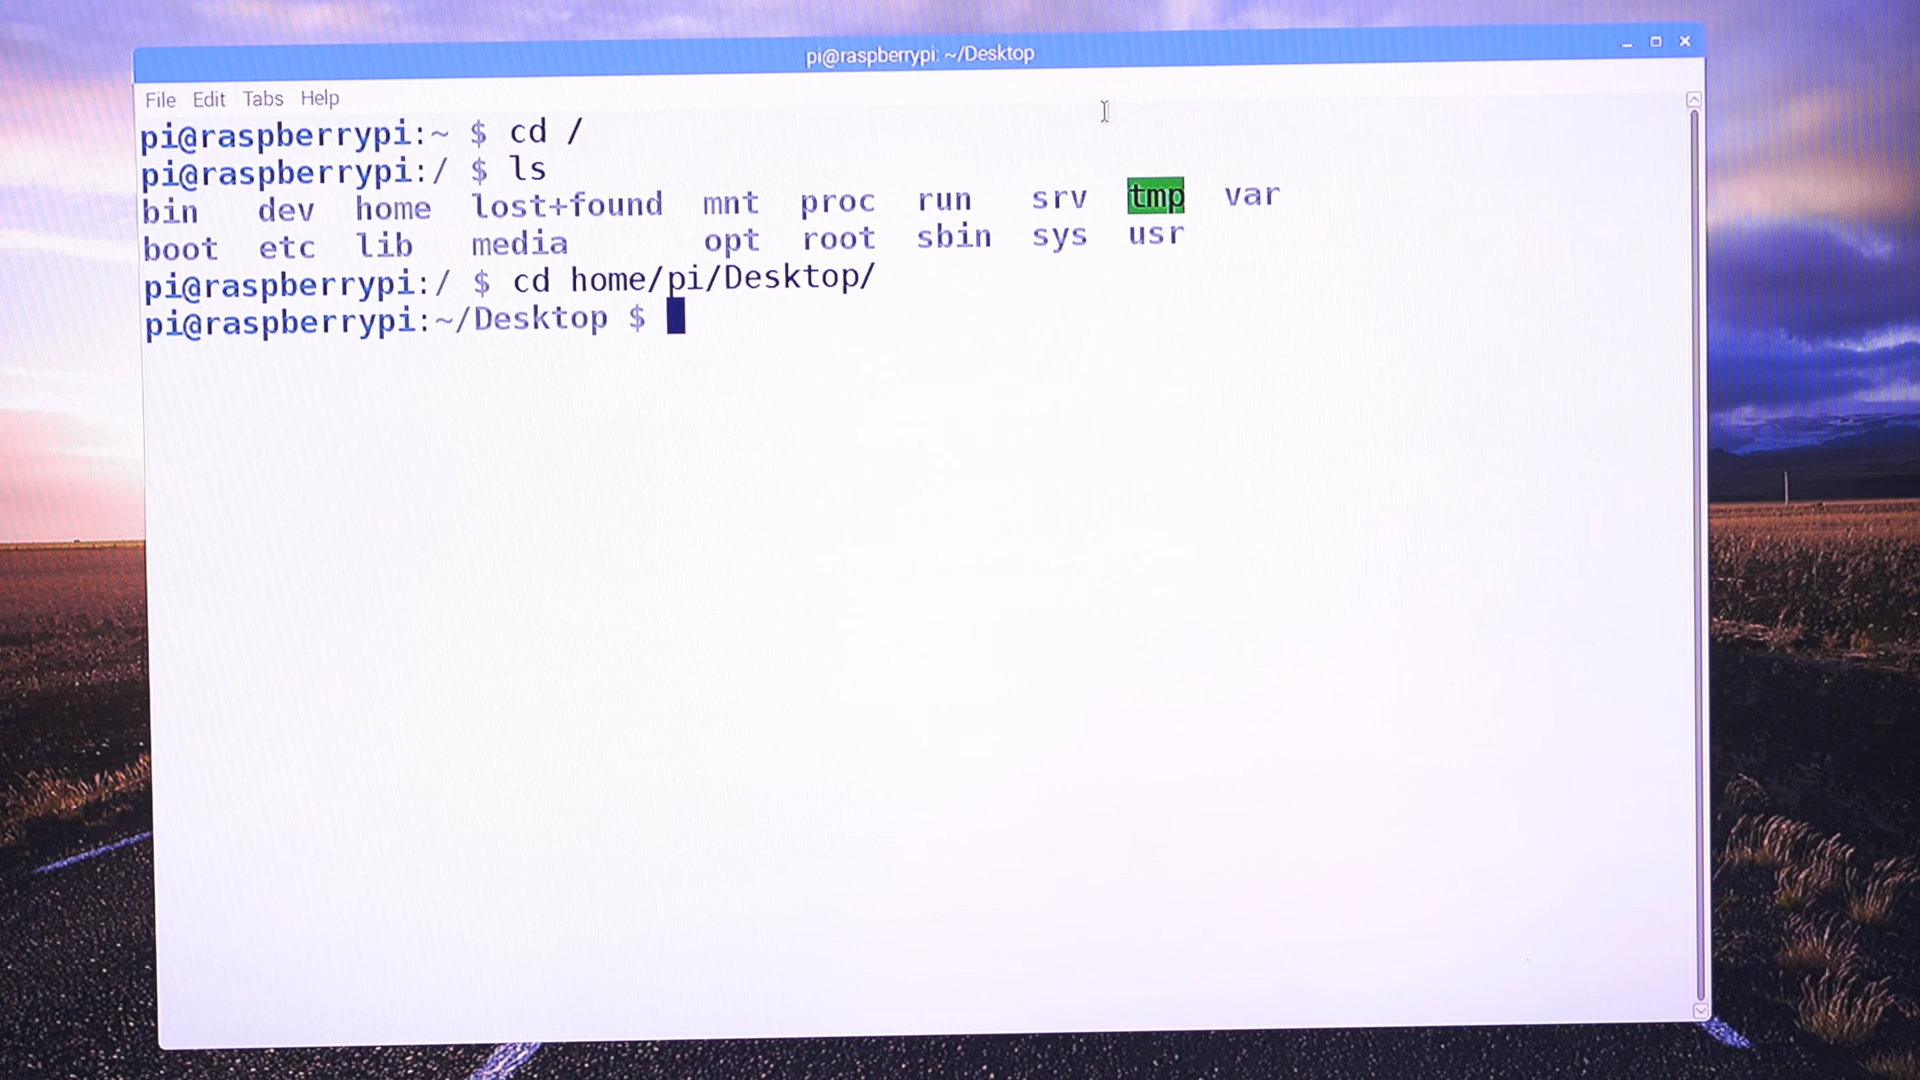 pi@raspberrypi: ~/Desktop
File Edit Tabs Help
pi@raspberrypi:~ $ cd /
pi@raspberrypi:/ $ ls
bin dev home lost+found mnt proc run srv tmp var
boot etc lib media opt root sbin sys usr
pi@raspberrypi:/ $ cd home/pi/Desktop/
pi@raspberrypi:~/Desktop $